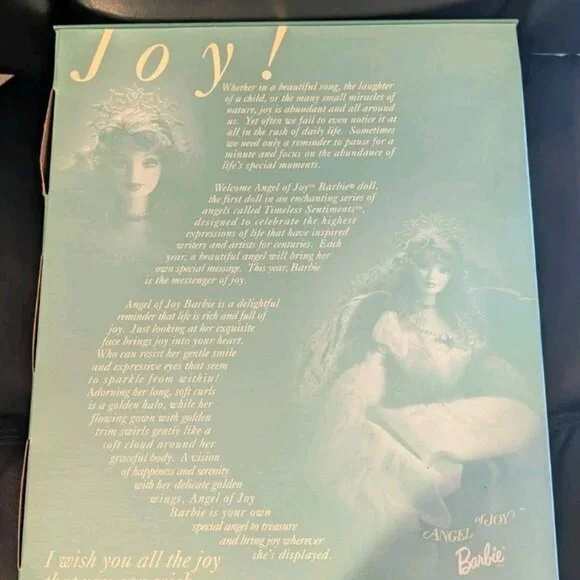 Joy!
Whether in a beautiful song, the laughter
of a child, or the many small miracles of
nature, joy is abundant and all around
us. Yet often we fail to even notice it at
all in the rush of daily life. Sometimes
we need only a reminder to pause for a
minute and focus on the abundance of
life's special moments.
Welcome Angel of Joy™ Barbie® doll,
the first doll in an enchanting series of
angels called Timeless Sentiments™,
designed to celebrate the highest
expressions of life that have inspired
writers and artists for centuries. Each
year, a beautiful angel will bring her
own special message. This year, Barbie
is the messenger of joy.
Angel of Joy Barbie is a delightful
reminder that life is rich and full of
joy. Just looking at her exquisite
face brings joy into your heart.
Who can resist her gentle smile
and expressive eyes that seem
to sparkle from within!
Adorning her long, soft curls
is a golden halo, while her
flowing gown with golden
trim swirls gently like a
soft cloud around her
graceful body. A vision
of happiness and serenity
with her delicate golden
wings, Angel of Joy
Barbie is your own
special angel to treasure
and bring joy wherever
she's displayed.
ANGEL of JOY™
Barbie®
I wish you all the joy
that you can wish